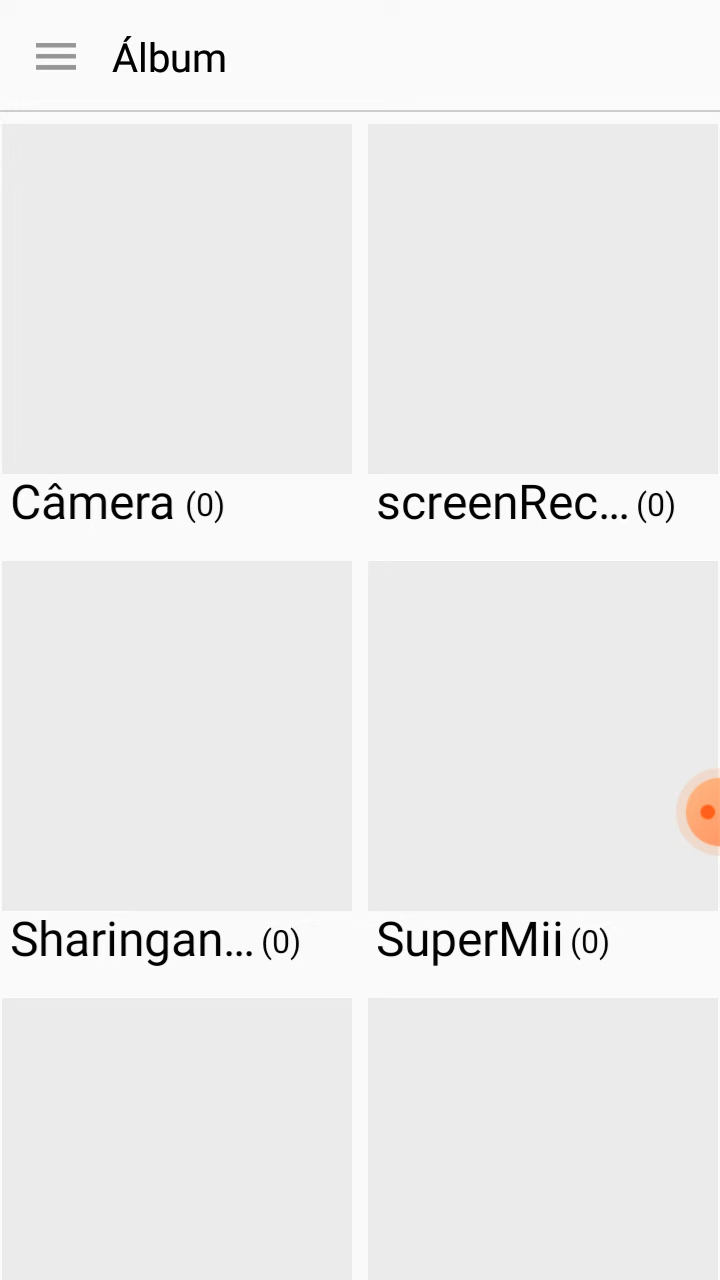 Álbum
Câmera (0)
screenRec... (0)
Sharingan... (0)
SuperMii (0)